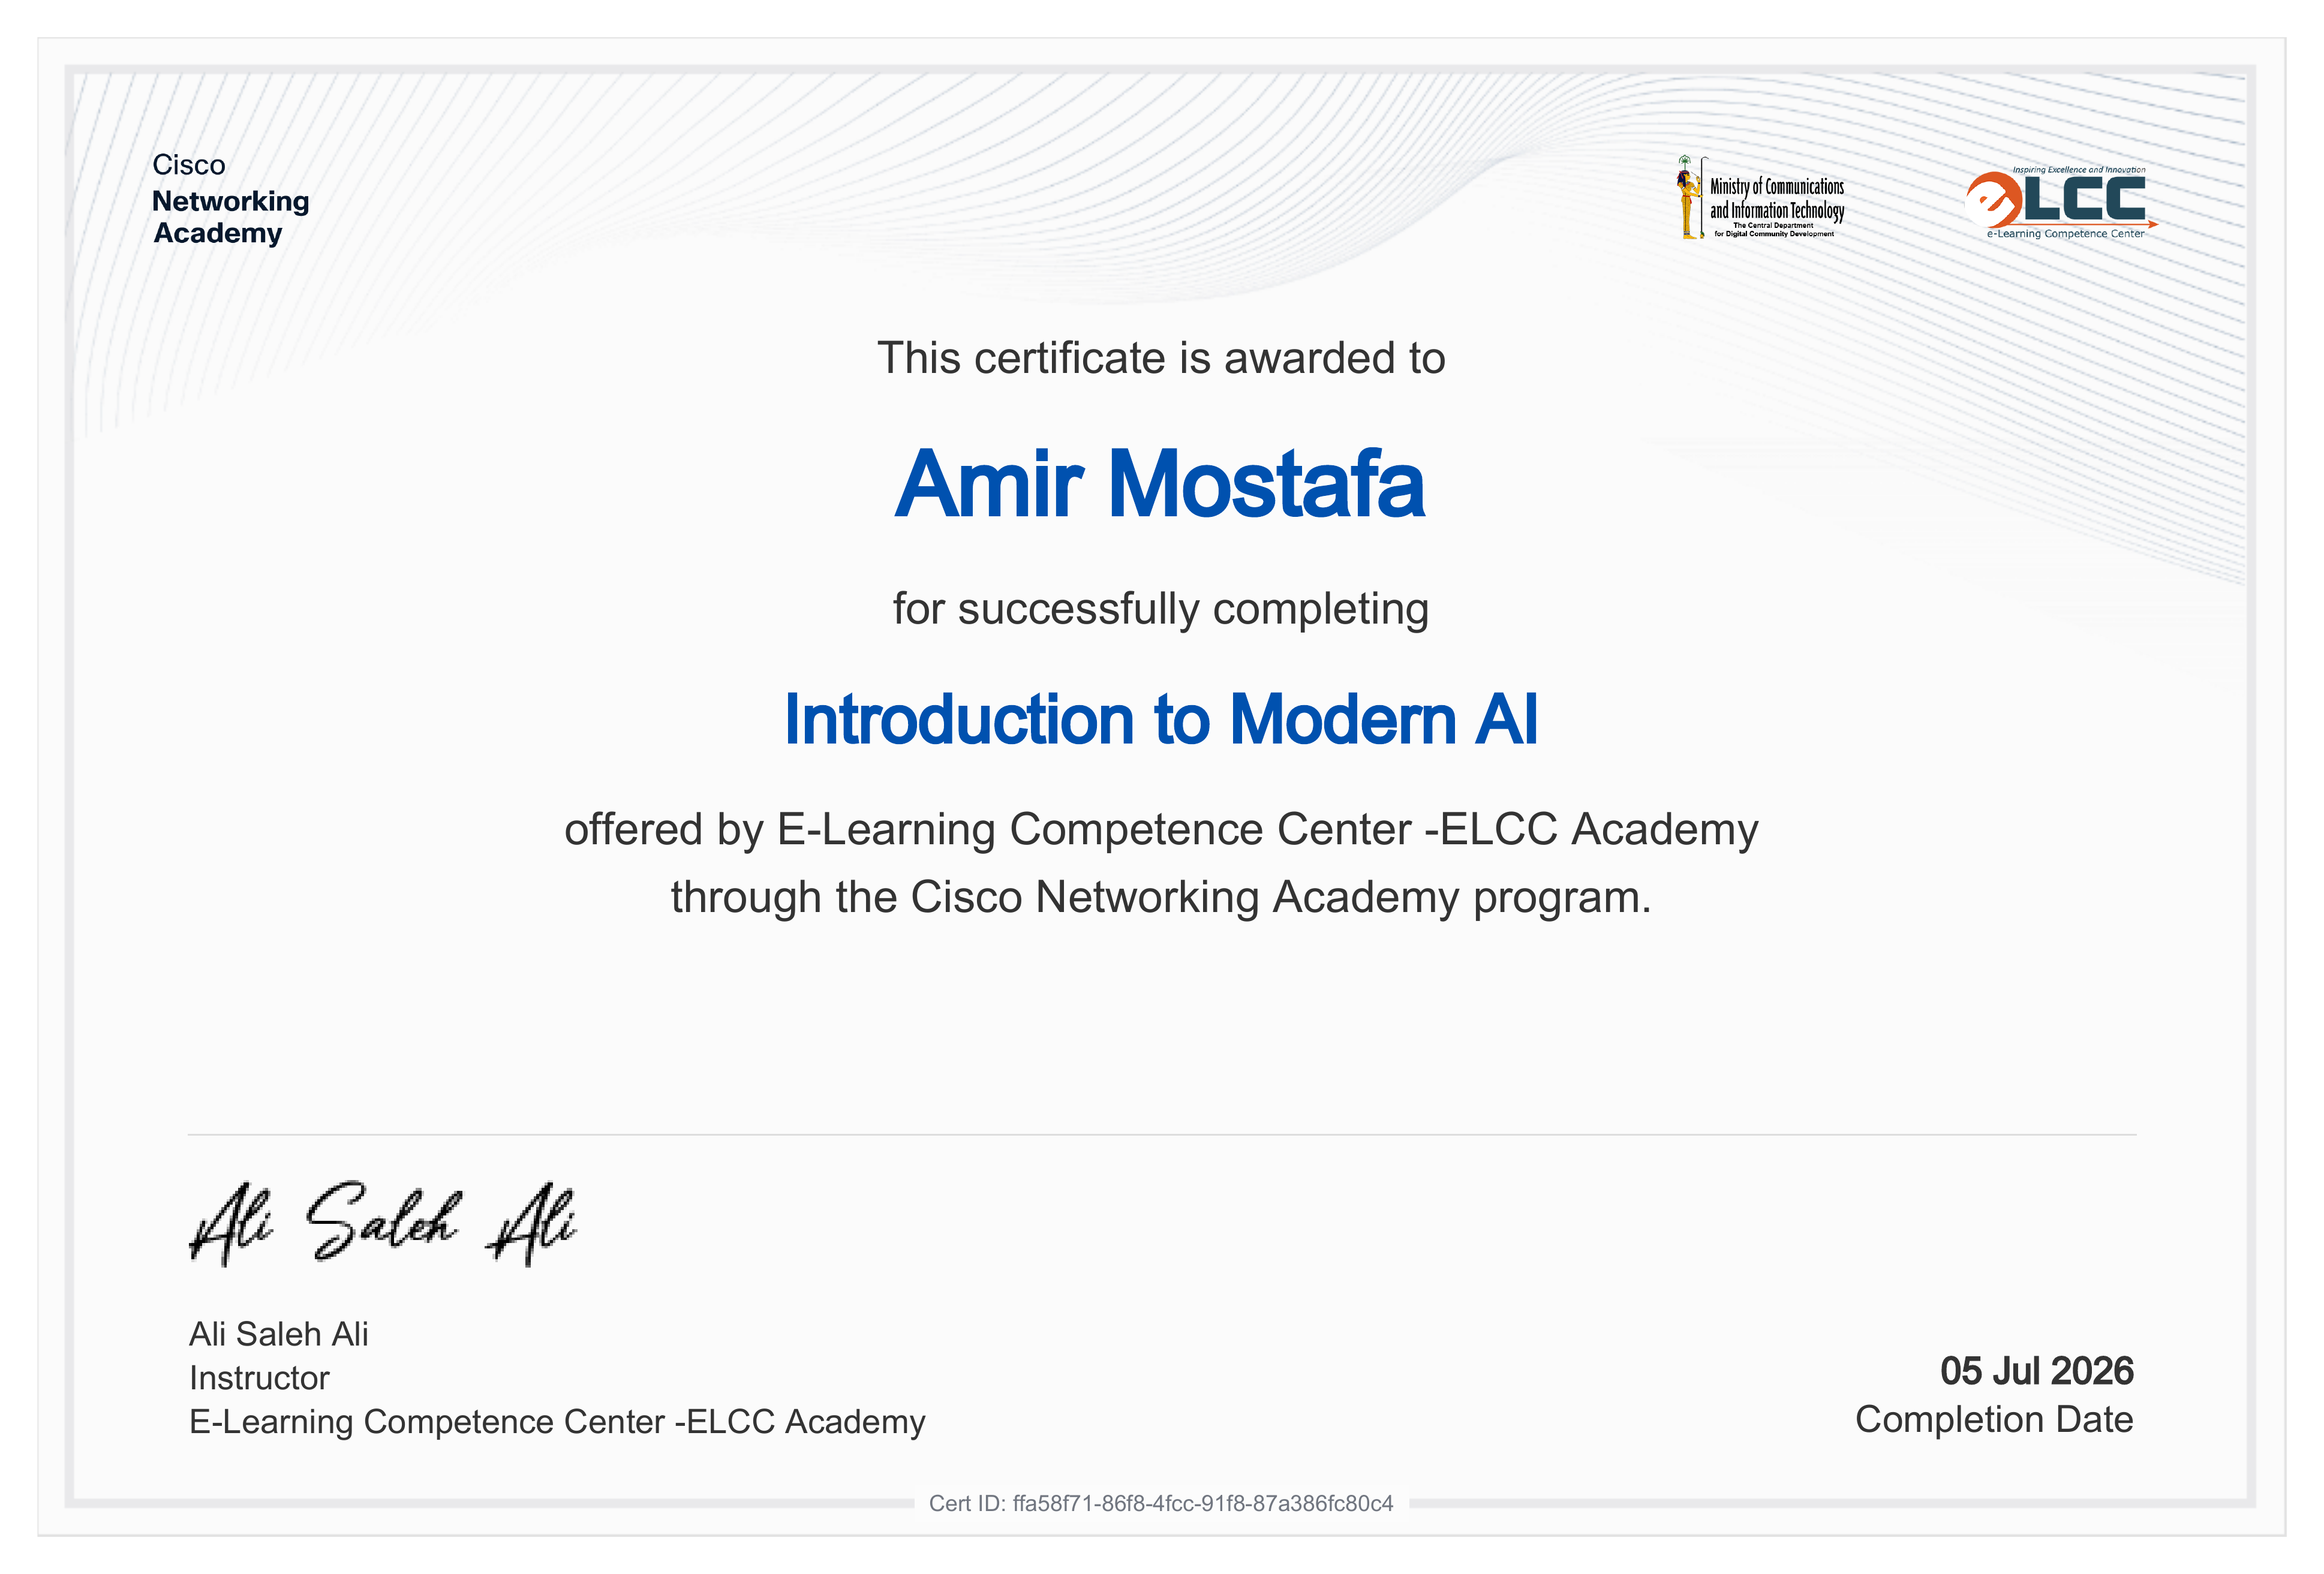 Cisco
Networking
Academy
Ministry of Communications
and Information Technology
The Central Department
for Digital Community Development
Inspiring Excellence and Innovation
eLCC
e-Learning Competence Center
This certificate is awarded to
Amir Mostafa
for successfully completing
Introduction to Modern AI
offered by E-Learning Competence Center -ELCC Academy
through the Cisco Networking Academy program.
Ali Saleh Ali
Ali Saleh Ali
Instructor
E-Learning Competence Center -ELCC Academy
05 Jul 2026
Completion Date
Cert ID: ffa58f71-86f8-4fcc-91f8-87a386fc80c4